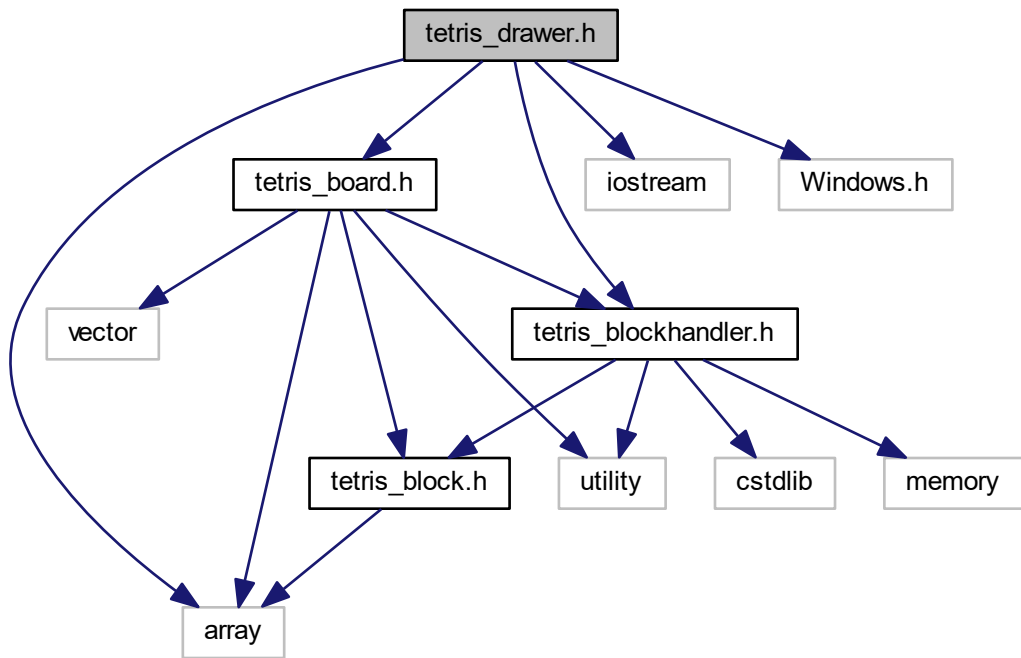 tetris_drawer.h
tetris_board.h
iostream
Windows.h
vector
tetris_blockhandler.h
tetris_block.h
utility
cstdlib
memory
array